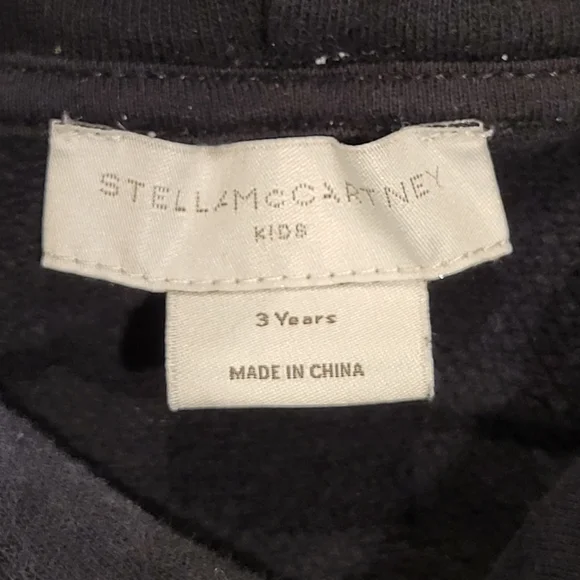 STELLAMcCARTNEY
KIDS
3 Years
MADE IN CHINA